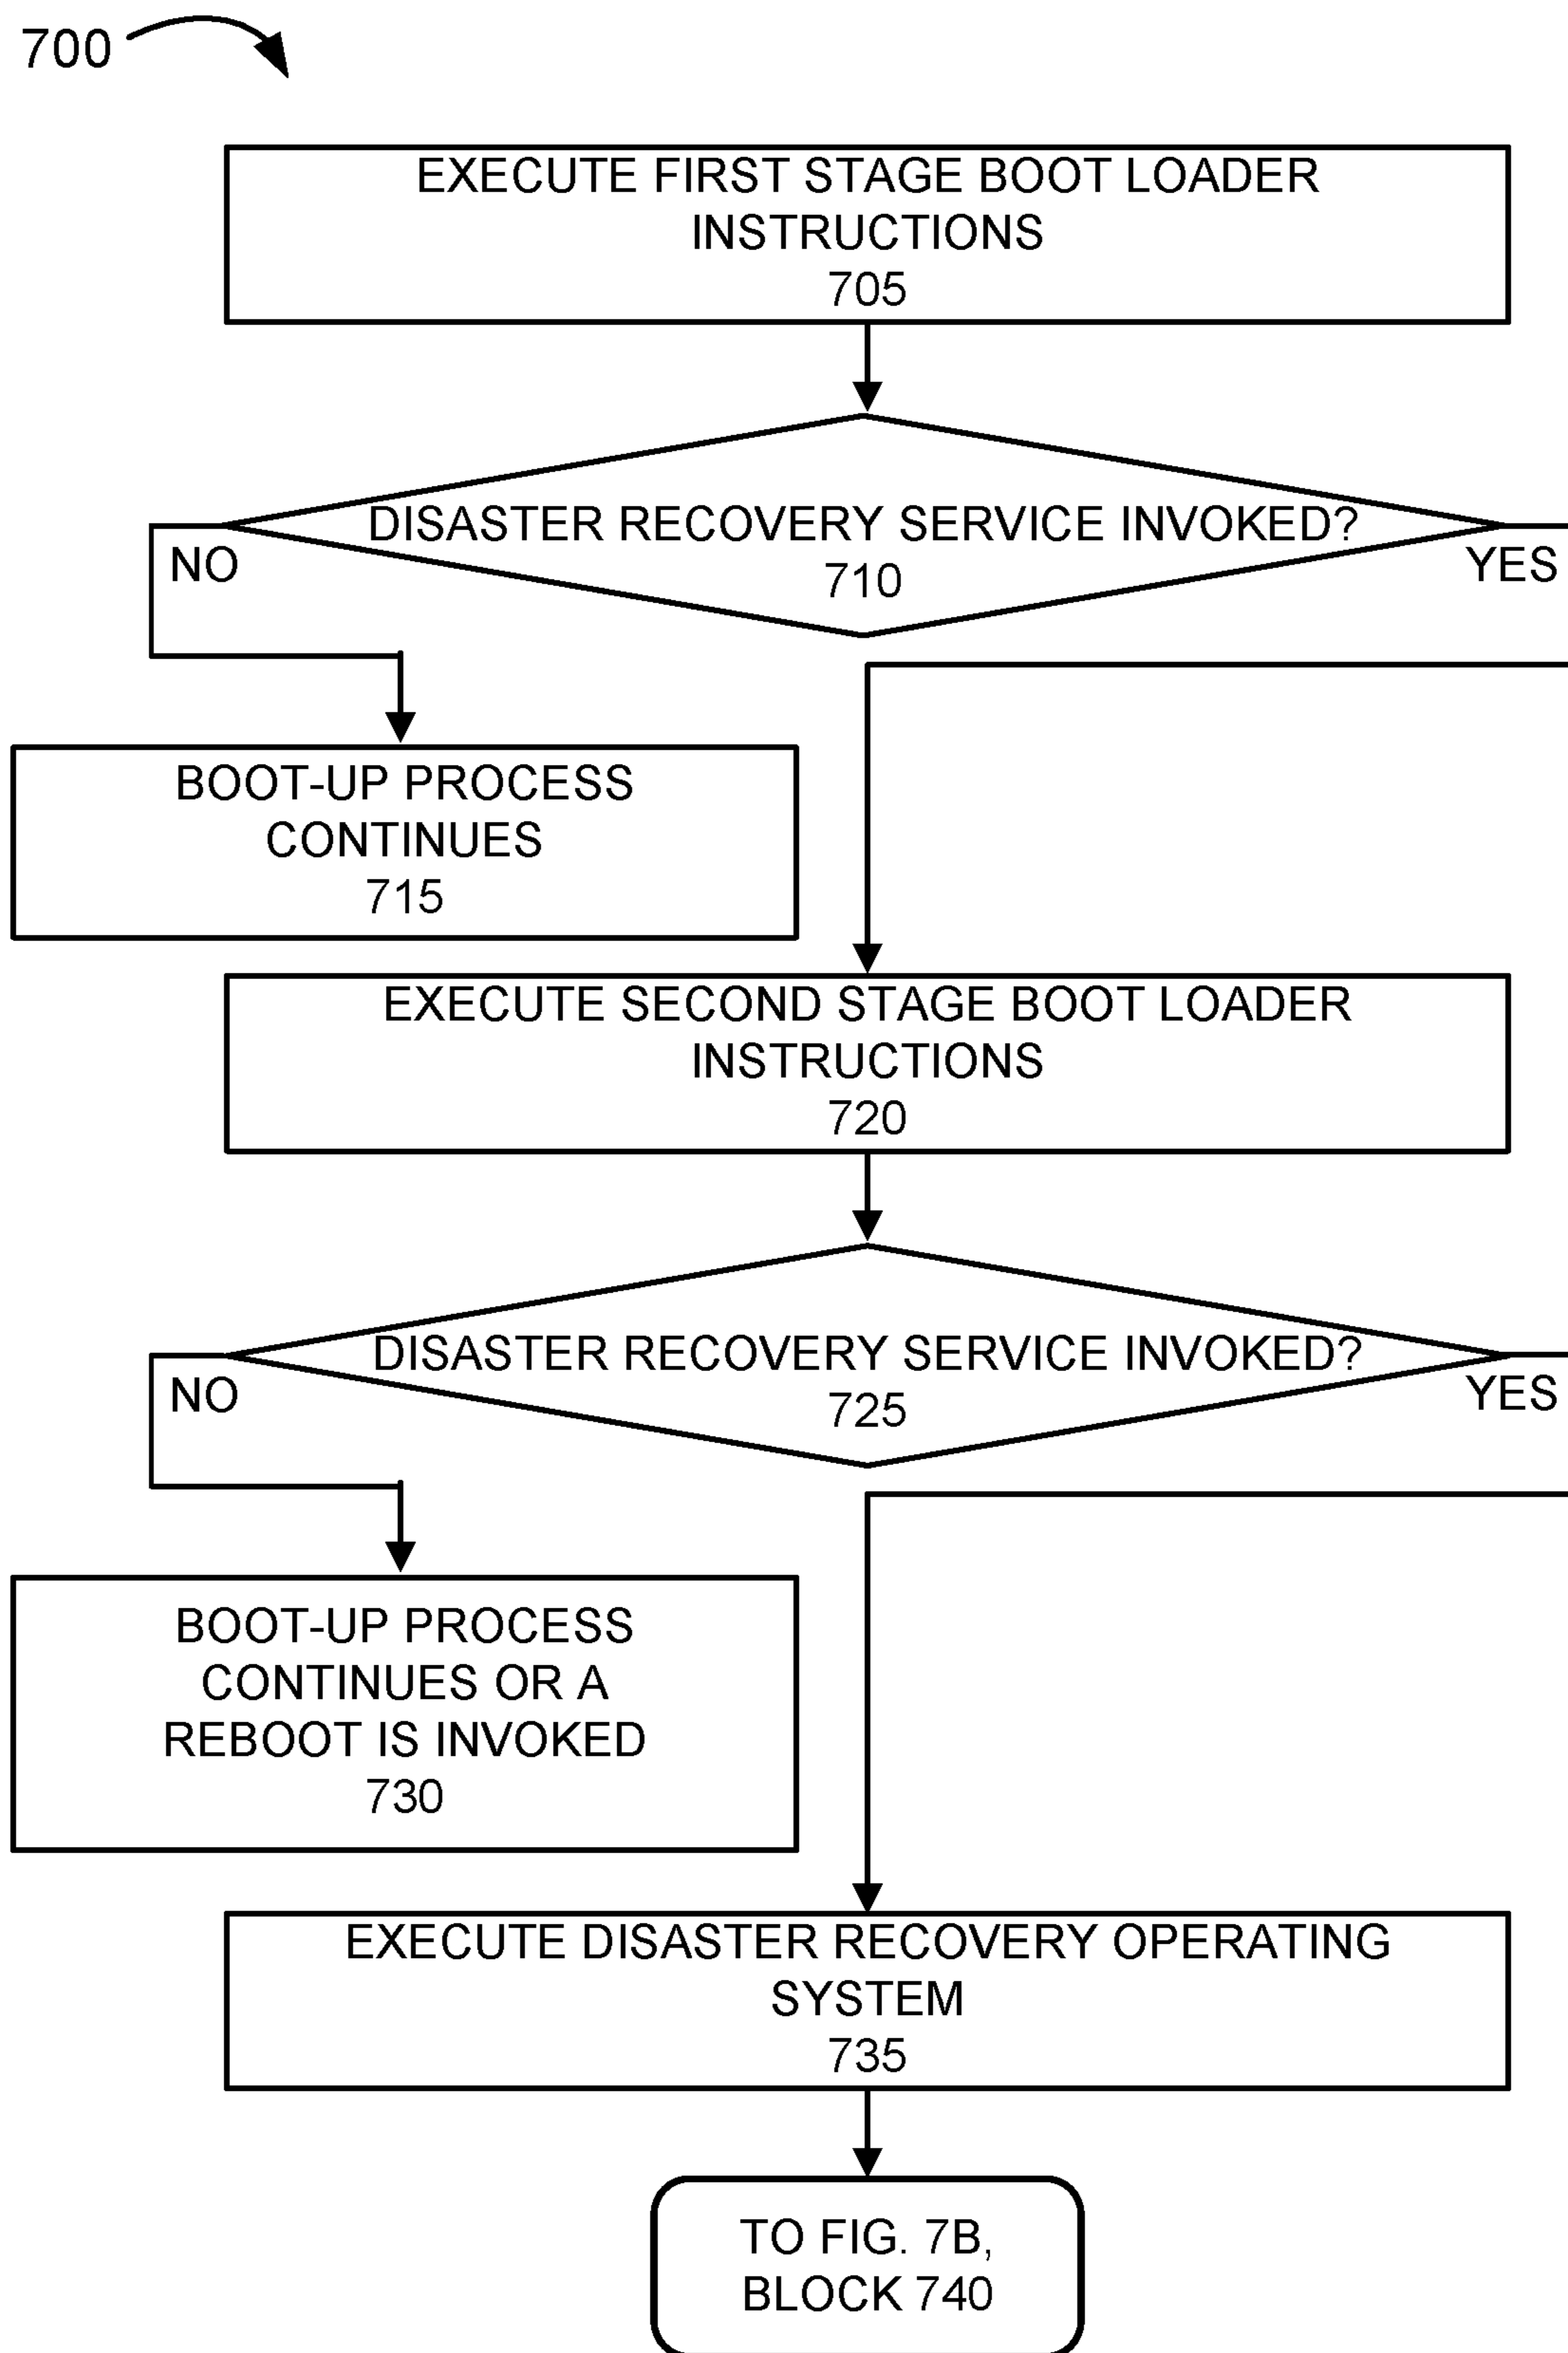 700
EXECUTE FIRST STAGE BOOT LOADER
INSTRUCTIONS
705
DISASTER RECOVERY SERVICE INVOKED?
710
NO
YES
BOOT-UP PROCESS
CONTINUES
715
EXECUTE SECOND STAGE BOOT LOADER
INSTRUCTIONS
720
DISASTER RECOVERY SERVICE INVOKED?
725
NO
YES
BOOT-UP PROCESS
CONTINUES OR A
REBOOT IS INVOKED
730
EXECUTE DISASTER RECOVERY OPERATING
SYSTEM
735
TO FIG. 7B,
BLOCK 740